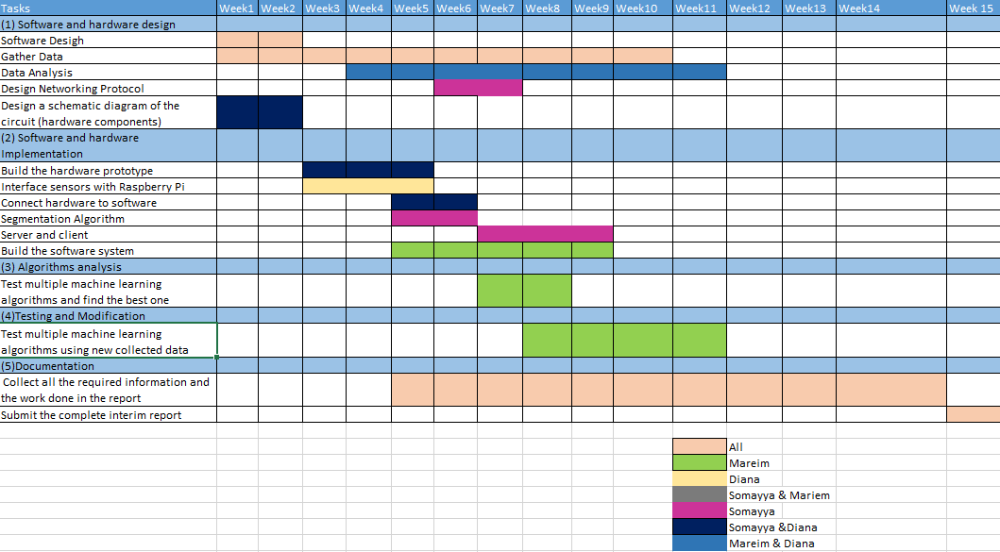 Tasks Week1 Week2 Week3 Week4 Week5 Week6 Week7 Week8 Week9 Week10 Week11 Week12 Week13 Week14 Week 15
(1) Software and hardware design
Software Desigh
Gather Data
Data Analysis
Design Networking Protocol
Design a schematic diagram of the
circuit (hardware components)
(2) Software and hardware
Implementation
Build the hardware prototype
Interface sensors with Raspberry Pi
Connect hardware to software
Segmentation Algorithm
Server and client
Build the software system
(3) Algorithms analysis
Test multiple machine learning
algorithms and find the best one
(4)Testing and Modification
Test multiple machine learning
algorithms using new collected data
(5)Documentation
Collect all the required information and
the work done in the report
Submit the complete interim report
All
Mareim
Diana
Somayya & Mariem
Somayya
Somayya &Diana
Mareim & Diana